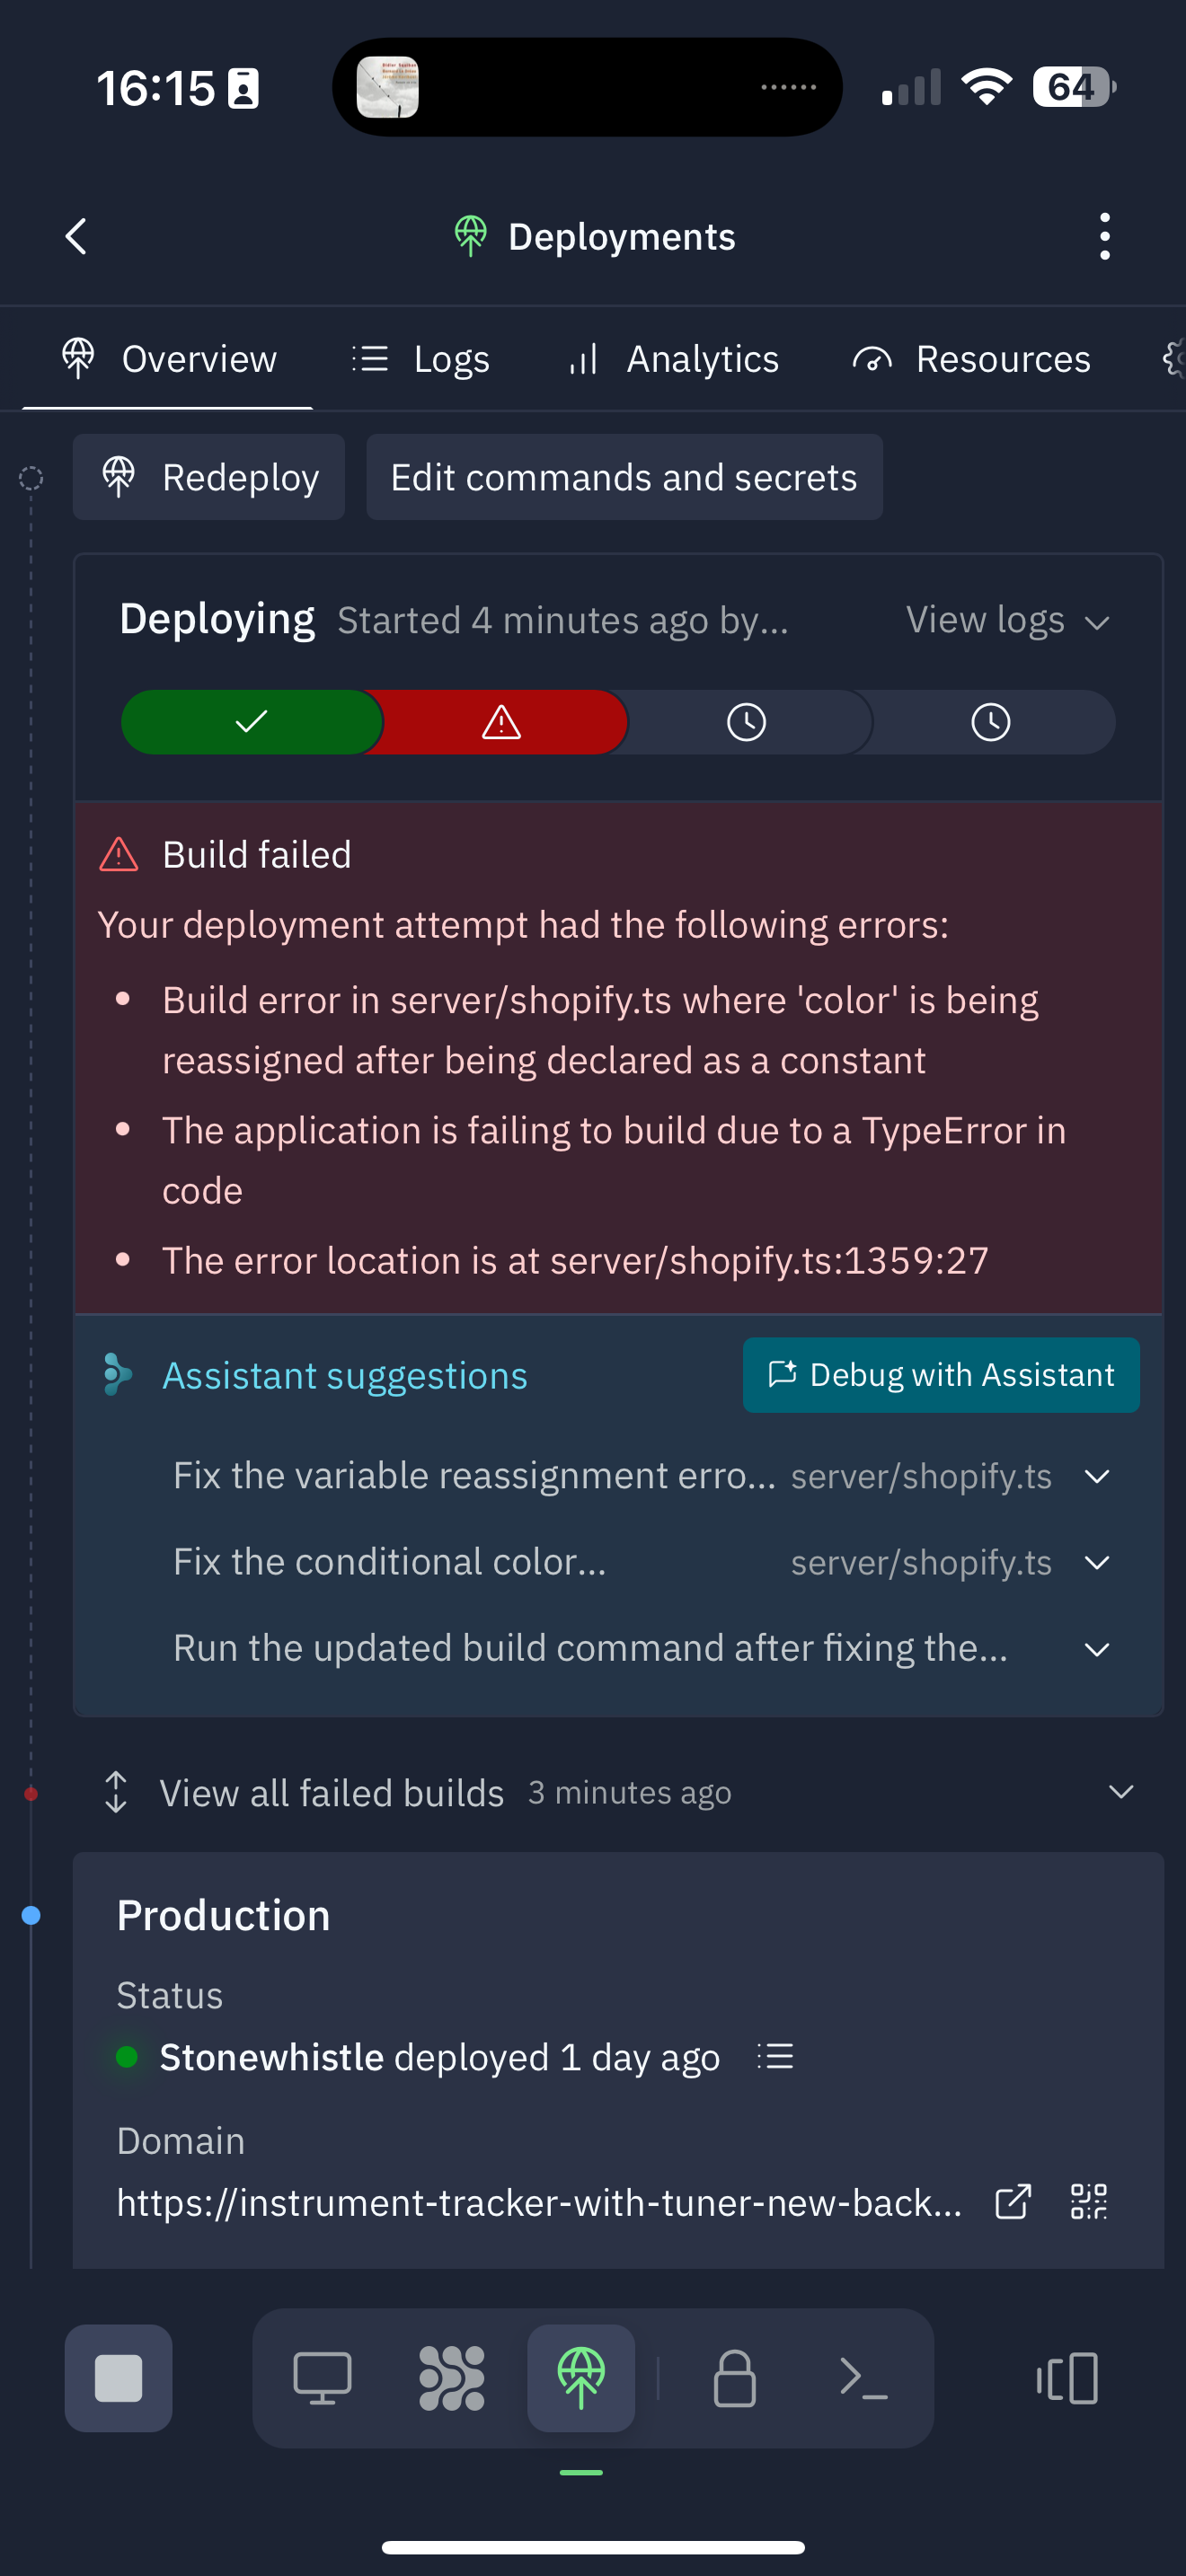 16:15
64
Deployments
Overview
Logs
Analytics
Resources
Redeploy
Edit commands and secrets
Deploying Started 4 minutes ago by...
View logs
Build failed
Your deployment attempt had the following errors:
• Build error in server/shopify.ts where 'color' is being
reassigned after being declared as a constant
• The application is failing to build due to a TypeError in
code
• The error location is at server/shopify.ts:1359:27
Assistant suggestions
Debug with Assistant
Fix the variable reassignment erro... server/shopify.ts
Fix the conditional color... server/shopify.ts
Run the updated build command after fixing the...
View all failed builds 3 minutes ago
Production
Status
Stonewhistle deployed 1 day ago
Domain
https://instrument-tracker-with-tuner-new-back...